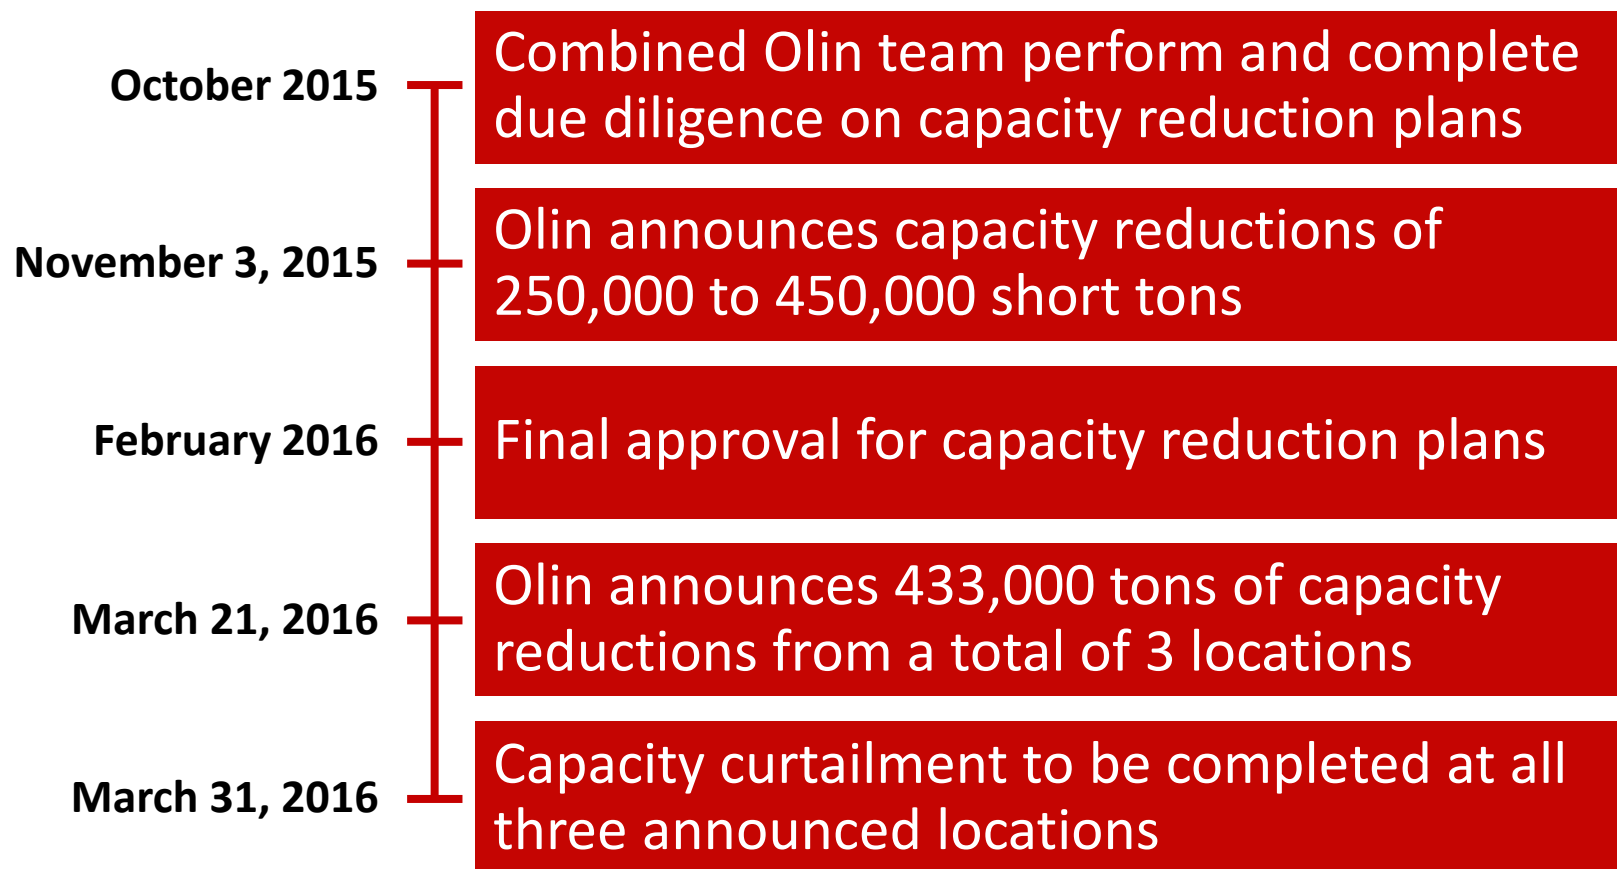 October 2015
Combined Olin team perform and complete
due diligence on capacity reduction plans
November 3, 2015
Olin announces capacity reductions of
250,000 to 450,000 short tons
February 2016
Final approval for capacity reduction plans
March 21, 2016
Olin announces 433,000 tons of capacity
reductions from a total of 3 locations
March 31, 2016
Capacity curtailment to be completed at all
three announced locations